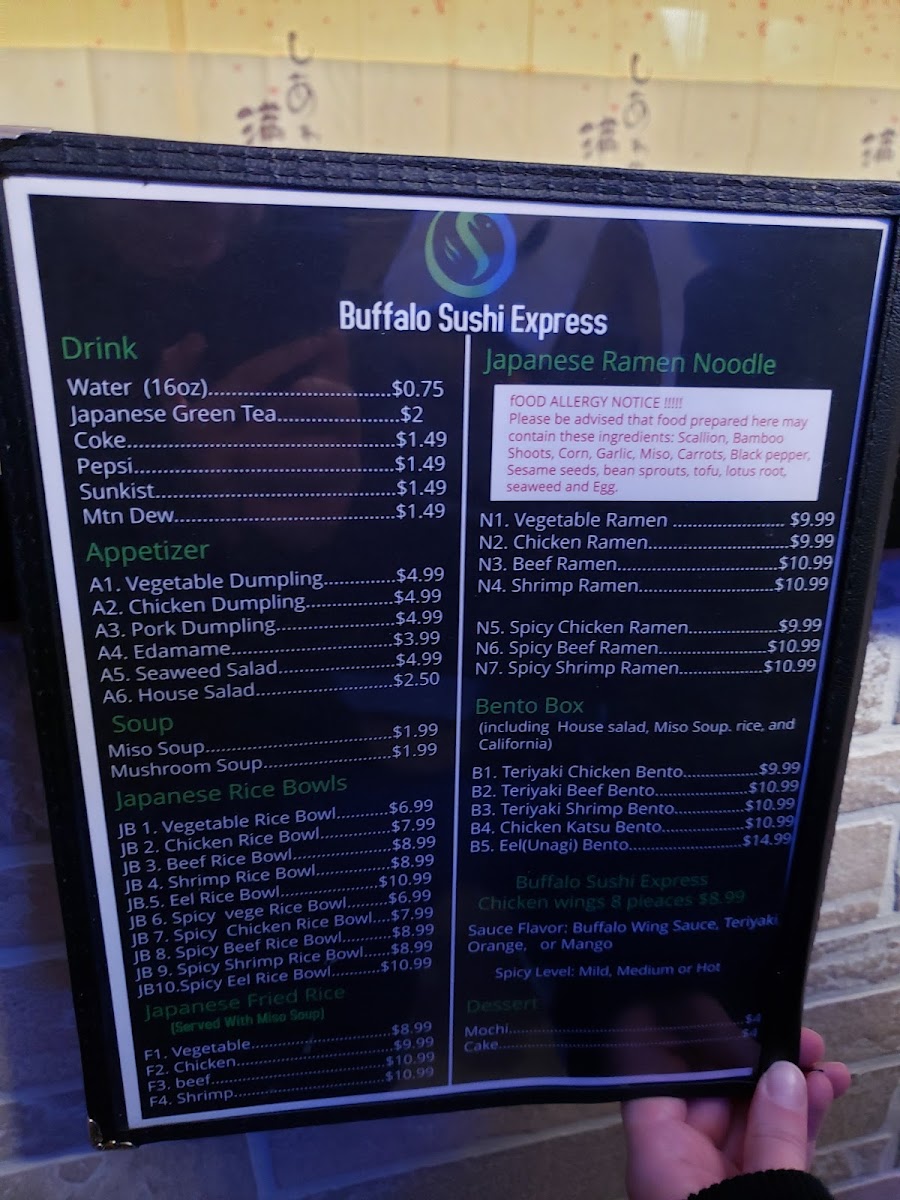 Buffalo Sushi Express
Drink
Water (16oz)..............................$0.75
Japanese Green Tea....................$2
Coke............................................$1.49
Pepsi...........................................$1.49
Sunkist........................................$1.49
Mtn Dew.....................................$1.49
Appetizer
A1. Vegetable Dumpling.............$4.99
A2. Chicken Dumpling................$4.99
A3. Pork Dumpling.....................$4.99
A4. Edamame.............................$3.99
A5. Seaweed Salad.....................$4.99
A6. House Salad.........................$2.50
Soup
Miso Soup...................................$1.99
Mushroom Soup........................$1.99
Japanese Rice Bowls
JB 1. Vegetable Rice Bowl..........$6.99
JB 2. Chicken Rice Bowl.............$7.99
JB 3. Beef Rice Bowl...................$8.99
JB 4. Shrimp Rice Bowl..............$8.99
JB.5. Eel Rice Bowl...................$10.99
JB 6. Spicy vege Rice Bowl.........$6.99
JB 7. Spicy Chicken Rice Bowl....$7.99
JB 8. Spicy Beef Rice Bowl.........$8.99
JB 9. Spicy Shrimp Rice Bowl......$8.99
JB10.Spicy Eel Rice Bowl..........$10.99
Japanese Fried Rice
(Served With Miso Soup)
F1. Vegetable..............................$8.99
F2. Chicken.................................$9.99
F3. beef.....................................$10.99
F4. Shrimp.................................$10.99
Japanese Ramen Noodle
fOOD ALLERGY NOTICE !!!!!
Please be advised that food prepared here may
contain these ingredients: Scallion, Bamboo
Shoots, Corn, Garlic, Miso, Carrots, Black pepper,
Sesame seeds, bean sprouts, tofu, lotus root,
seaweed and Egg.
N1. Vegetable Ramen ........................ $9.99
N2. Chicken Ramen.............................$9.99
N3. Beef Ramen.................................$10.99
N4. Shrimp Ramen............................$10.99
N5. Spicy Chicken Ramen...................$9.99
N6. Spicy Beef Ramen.......................$10.99
N7. Spicy Shrimp Ramen..................$10.99
Bento Box
(including House salad, Miso Soup. rice, and
California)
B1. Teriyaki Chicken Bento................$9.99
B2. Teriyaki Beef Bento....................$10.99
B3. Teriyaki Shrimp Bento...............$10.99
B4. Chicken Katsu Bento..................$10.99
B5. Eel(Unagi) Bento........................$14.99
Buffalo Sushi Express
Chicken wings 8 pieaces $8.99
Sauce Flavor: Buffalo Wing Sauce, Teriyaki
Orange, or Mango
Spicy Level: Mild, Medium or Hot
Dessert
Mochi.....................................................$4
Cake.......................................................$4